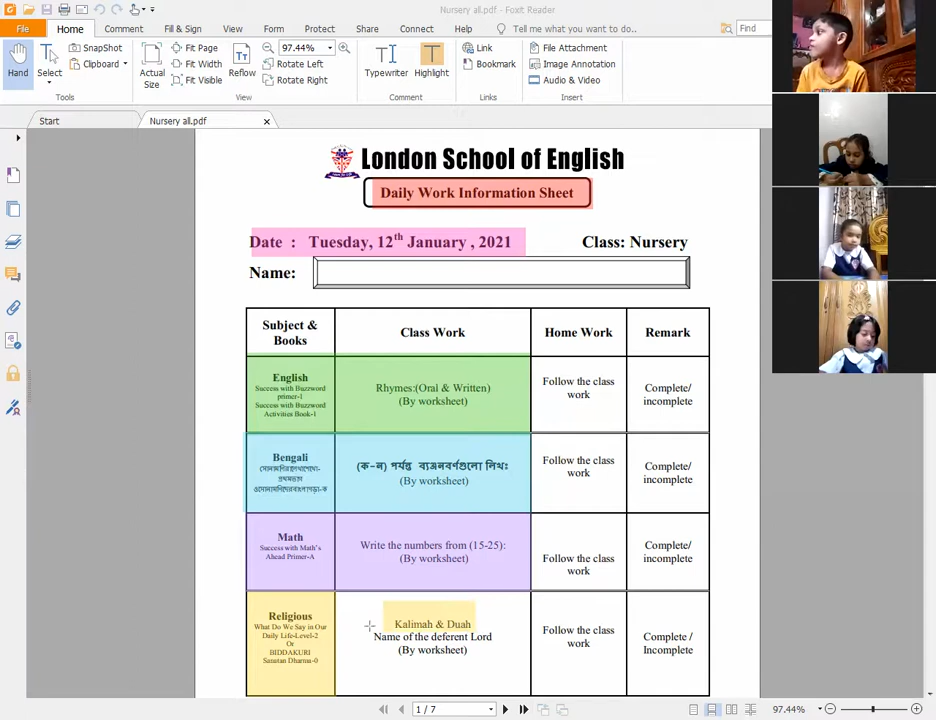 Nursery all.pdf - Foxit Reader
File Home Comment Fill & Sign View Form Protect Share Connect Help Tell me what you want to do.. Find
Hand
Select
SnapShot
Clipboard
Tools
Actual Size
Fit Page
Fit Width
Fit Visible
Reflow
97.44%
Rotate Left
Rotate Right
View
Typewriter
Highlight
Comment
Link
Bookmark
Links
File Attachment
Image Annotation
Audio & Video
Insert
Start
Nursery all.pdf
London School of English
Daily Work Information Sheet
Date : Tuesday, 12th January , 2021 Class: Nursery
Name:
Subject & Books
Class Work
Home Work
Remark
English
Success with Buzzword
primer-1
Success with Buzzword
Activities Book-1
Rhymes:(Oral & Written)
(By worksheet)
Follow the class
work
Complete/
incomplete
Bengali
(ক-ন) পর্যন্ত ব্যঞ্জনবর্ণগুলো লিখঃ
(By worksheet)
Follow the class
work
Complete/
incomplete
Math
Success with Math's
Ahead Primer-A
Write the numbers from (15-25):
(By worksheet)
Follow the class
work
Complete/
incomplete
Religious
What Do We Say in Our
Daily Life-Level-2
Or
BIDDAKURI
Sanatan Dharma-0
Kalimah & Duah
Name of the deferent Lord
(By worksheet)
Follow the class
work
Complete /
Incomplete
1 / 7
97.44%